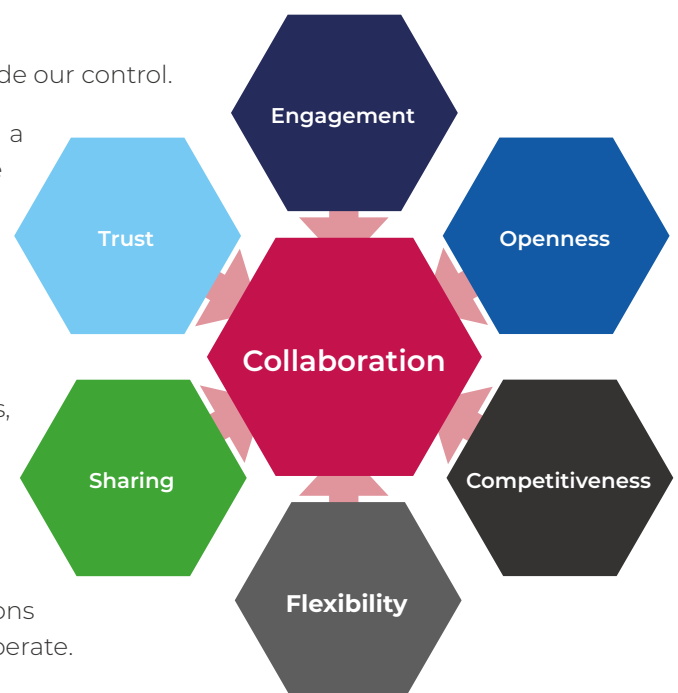 de our control.
Engagement
a
Trust
Openness
Collaboration
s,
Sharing
Competitiveness
Flexibility
ons
perate.